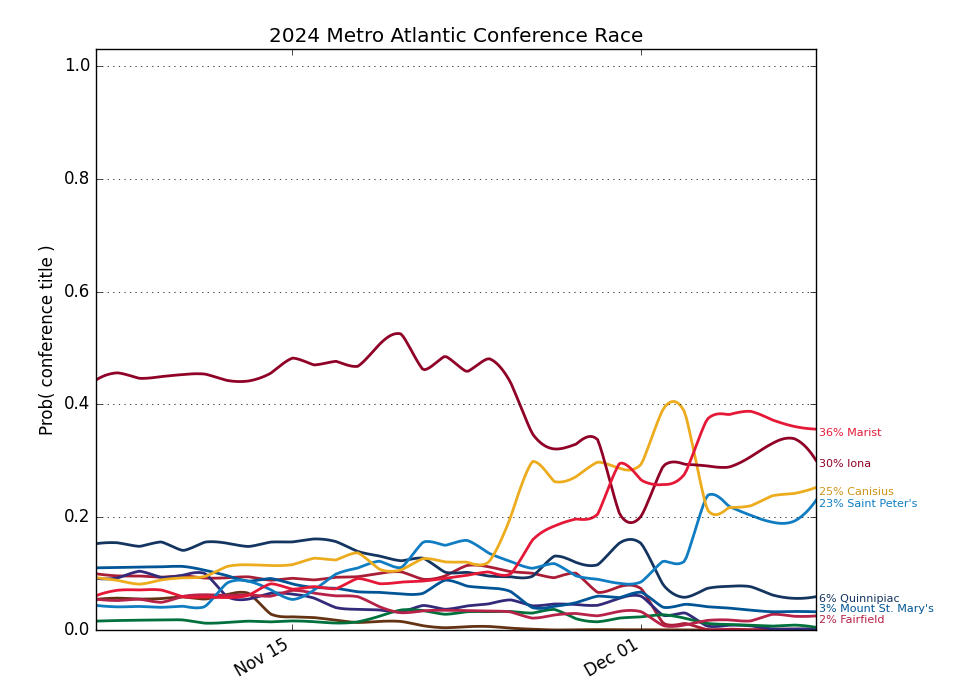 2024 Metro Atlantic Conference Race
Prob( conference title )
1.0
0.8
0.6
0.4
0.2
0.0
Nov 15
Dec 01
36% Marist
30% Iona
25% Canisius
23% Saint Peter's
6% Quinnipiac
3% Mount St. Mary's
2% Fairfield